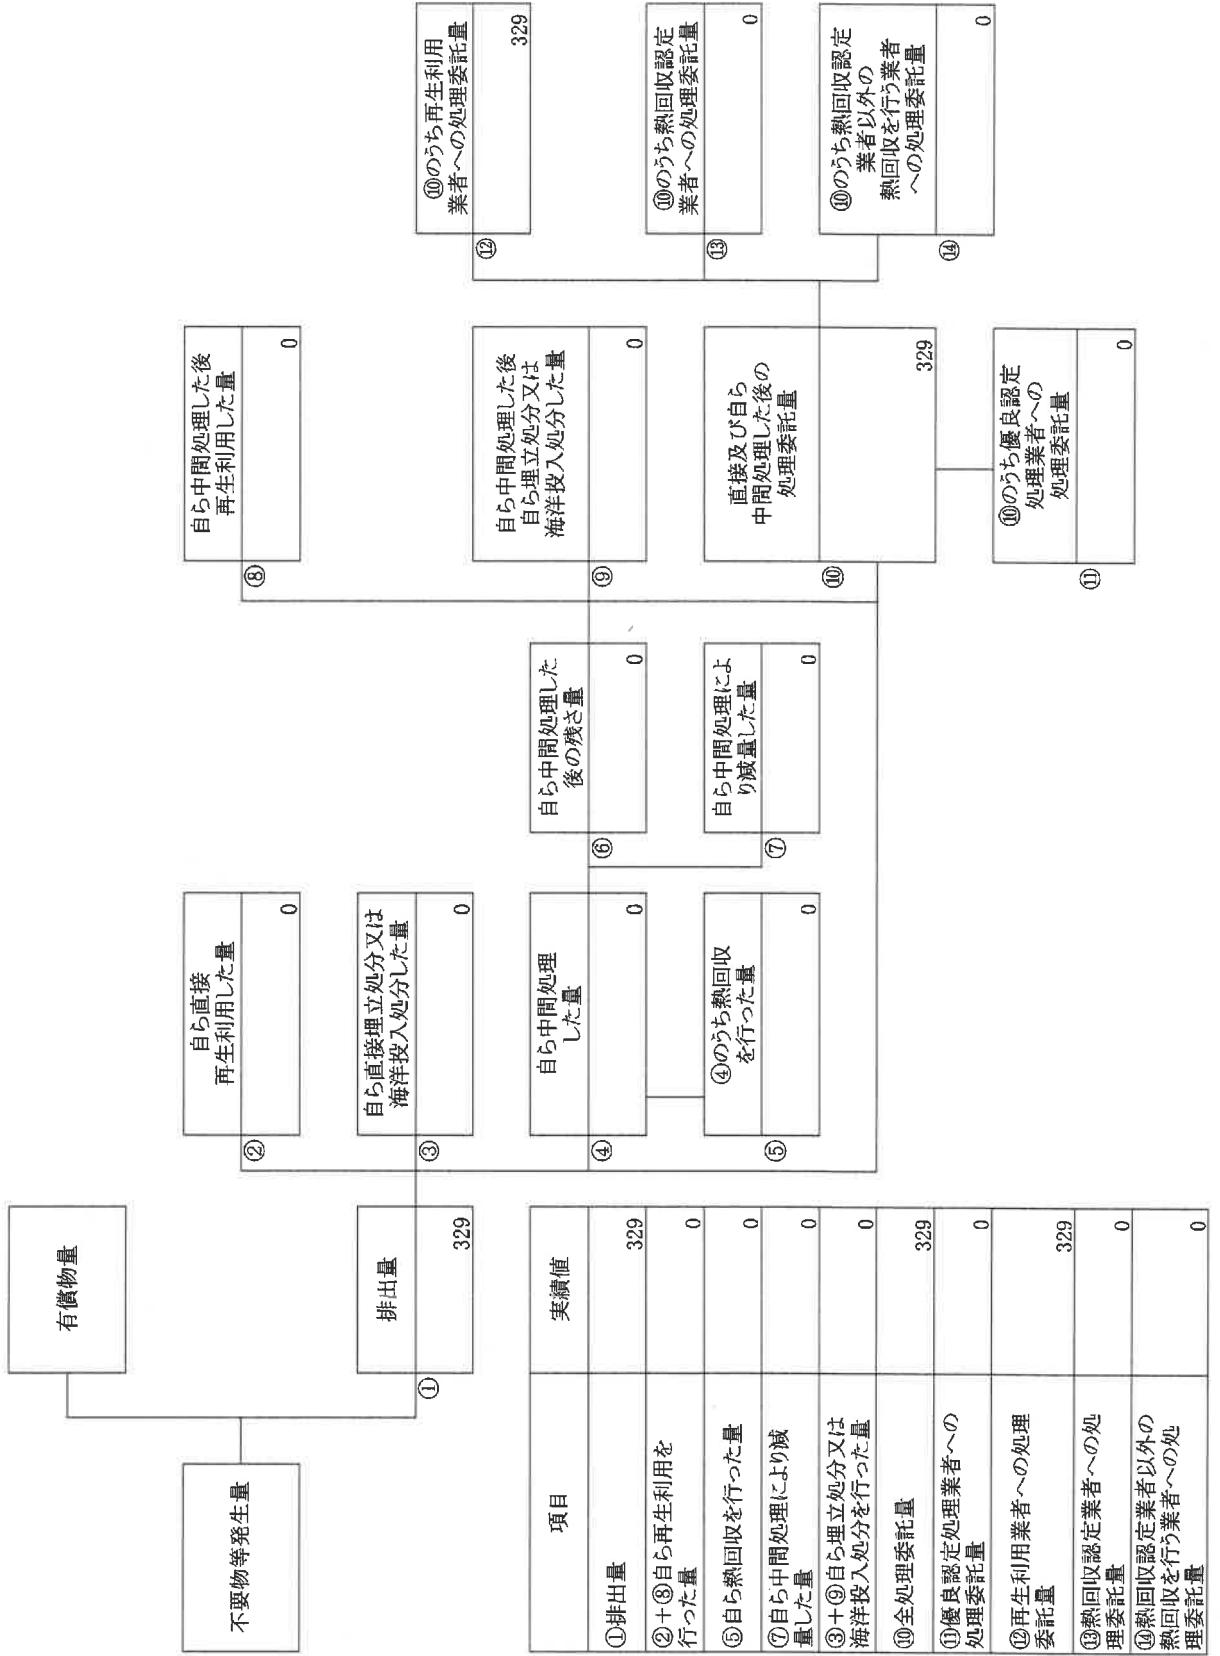 不要物等発生量
有償物量
排出量
①
329
②
自ら直接
再生利用した量
0
③
自ら直接埋立処分又は
海洋投入処分した量
0
④
自ら中間処理
した量
0
⑤
④のうち熱回収
を行った量
0
⑥
自ら中間処理した
後の残さ量
0
⑦
自ら中間処理によ
り減量した量
0
⑧
自ら中間処理した後
再生利用した量
0
⑨
自ら中間処理した後
自ら埋立処分又は
海洋投入処分した量
0
⑩
直接及び自ら
中間処理した後の
処理委託量
329
⑪
⑩のうち優良認定
処理業者への
処理委託量
0
⑫
⑩のうち再生利用
業者への処理委託量
329
⑬
⑩のうち熱回収認定
業者への処理委託量
0
⑭
⑩のうち熱回収認定
業者以外の
熱回収を行う業者
への処理委託量
0
項目 実績値
①排出量 329
②+⑧自ら再生利用を
行った量 0
⑤自ら熱回収を行った量 0
⑦自ら中間処理により減
量した量 0
③+⑨自ら埋立処分又は
海洋投入処分を行った量 0
⑩全処理委託量 329
⑪優良認定処理業者への
処理委託量 0
⑫再生利用業者への処理
委託量 329
⑬熱回収認定業者への処
理委託量 0
⑭熱回収認定業者以外の
熱回収を行う業者への処
理委託量 0